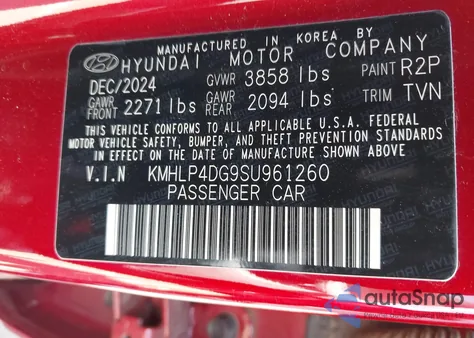 MANUFACTURED IN KOREA BY
HYUNDAI MOTOR COMPANY
DEC/2024 GVWR 3858 lbs PAINT R2P
GAWR FRONT 2271 lbs GAWR REAR 2094 lbs TRIM TVN
THIS VEHICLE CONFORMS TO ALL APPLICABLE U.S.A. FEDERAL
MOTOR VEHICLE SAFETY, BUMPER, AND THEFT PREVENTION STANDARDS
IN EFFECT ON THE DATE OF MANUFACTURE SHOWN ABOVE.
V.I.N KMHLP4DG9SU961260
PASSENGER CAR
autoSnap